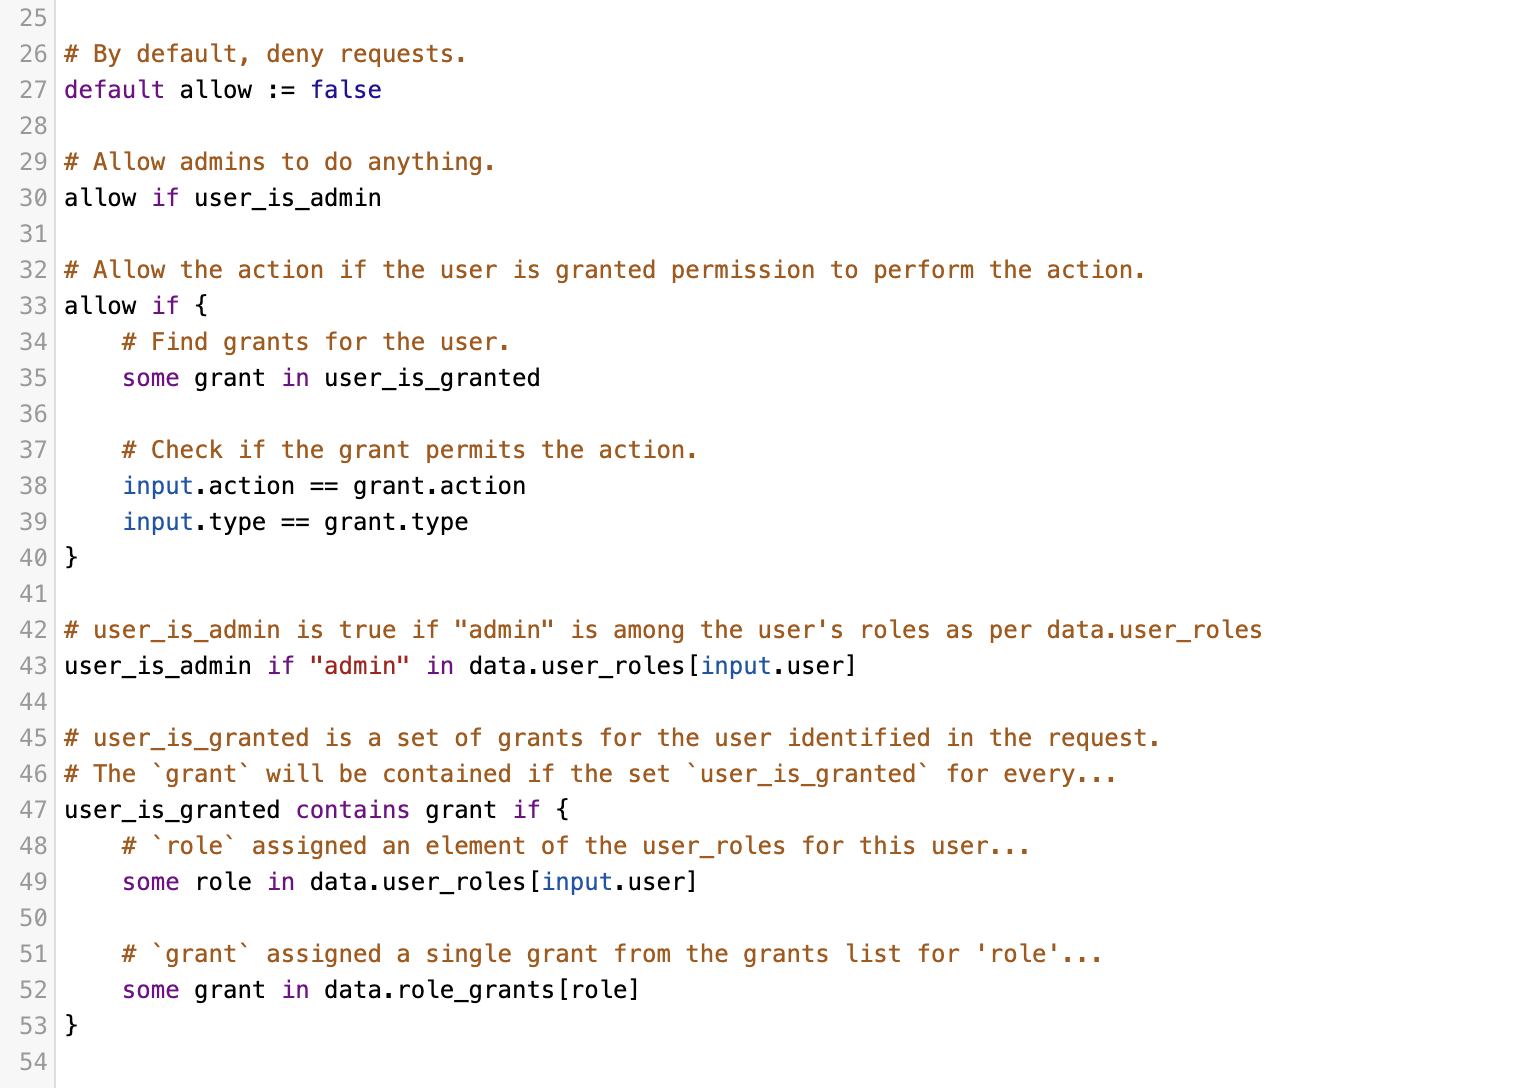 25
26 # By default, deny requests.
27 default allow := false
28
29 # Allow admins to do anything.
30 allow if user_is_admin
31
32 # Allow the action if the user is granted permission to perform the action.
33 allow if {
34     # Find grants for the user.
35     some grant in user_is_granted
36
37     # Check if the grant permits the action.
38     input.action == grant.action
39     input.type == grant.type
40 }
41
42 # user_is_admin is true if "admin" is among the user's roles as per data.user_roles
43 user_is_admin if "admin" in data.user_roles[input.user]
44
45 # user_is_granted is a set of grants for the user identified in the request.
46 # The `grant` will be contained if the set `user_is_granted` for every...
47 user_is_granted contains grant if {
48     # `role` assigned an element of the user_roles for this user...
49     some role in data.user_roles[input.user]
50
51     # `grant` assigned a single grant from the grants list for 'role'...
52     some grant in data.role_grants[role]
53 }
54